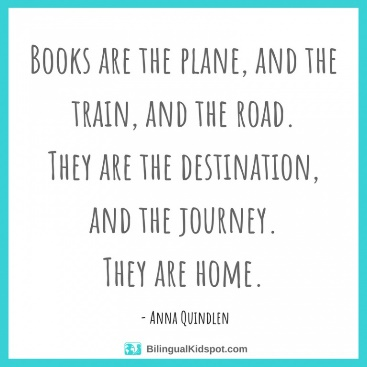 Books are the plane, and the
train, and the road.
They are the destination,
and the journey.
They are home.
- Anna Quindlen
BilingualKidspot.com